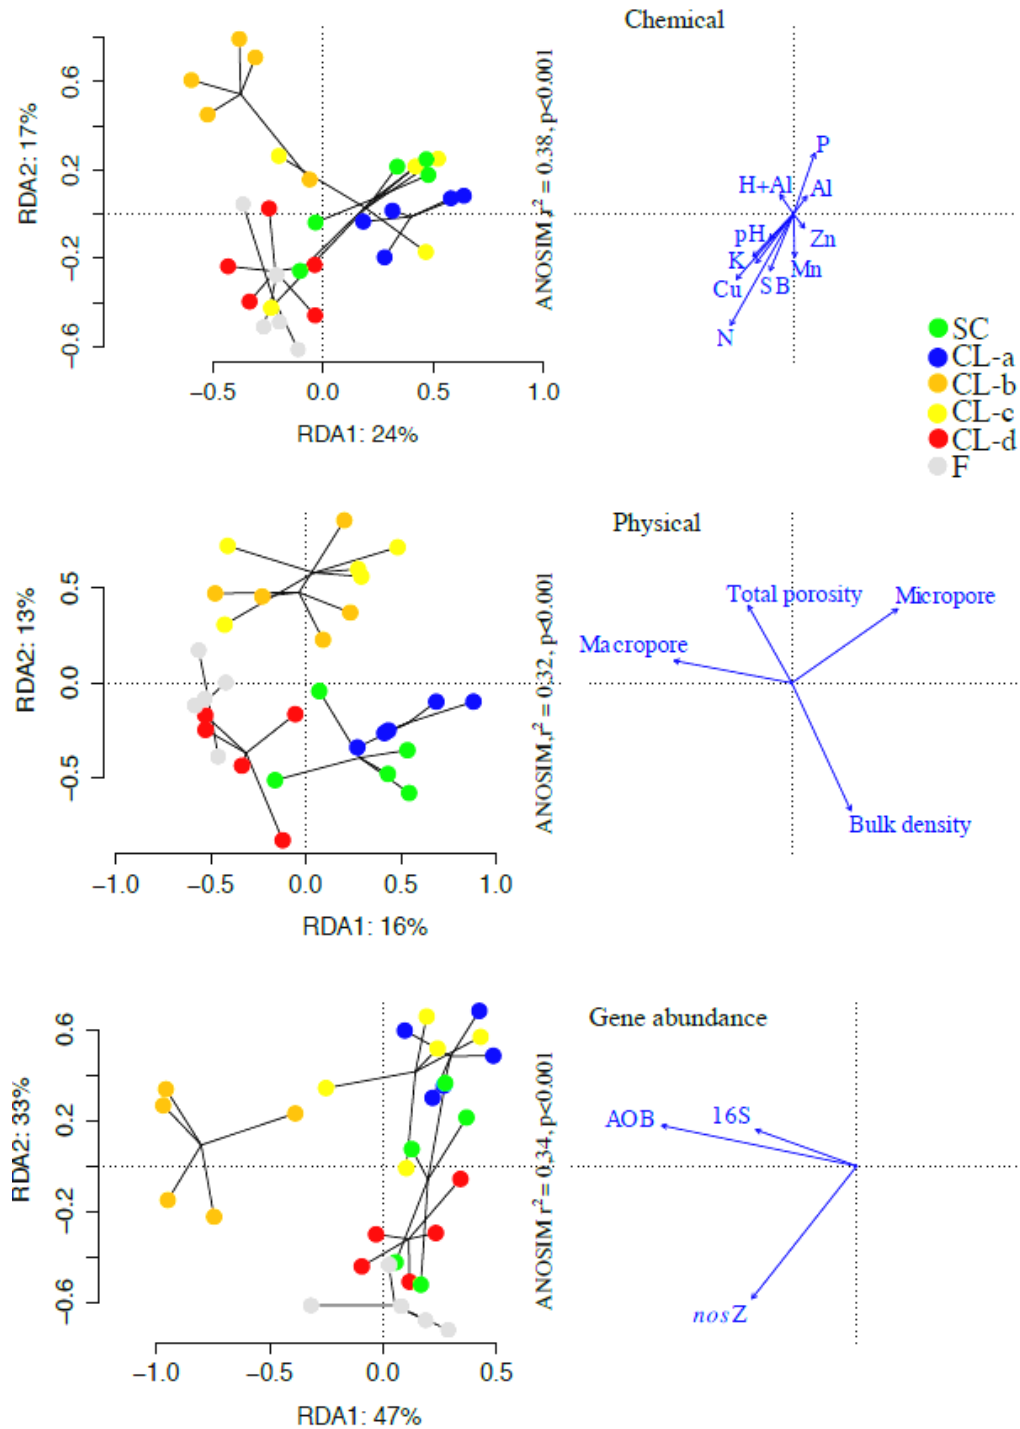 Chemical
RDA2: 17%
0.6
0.2
−0.2
−0.6
−0.5
0.0
0.5
1.0
RDA1: 24%
ANOSIM r² = 0.38, p<0.001
P
H+Al
Al
pH
Zn
K
Mn
Cu
SB
N
SC
CL-a
CL-b
CL-c
CL-d
F
Physical
RDA2: 13%
0.5
0.0
−0.5
−1.0
−0.5
0.0
0.5
1.0
RDA1: 16%
ANOSIM,r² = 0.32, p<0.001
Total porosity
Micropore
Macropore
Bulk density
Gene abundance
RDA2: 33%
0.6
0.2
−0.2
−0.6
−1.0
−0.5
0.0
0.5
RDA1: 47%
ANOSIM r² = 0.34, p<0.001
AOB
16S
nosZ